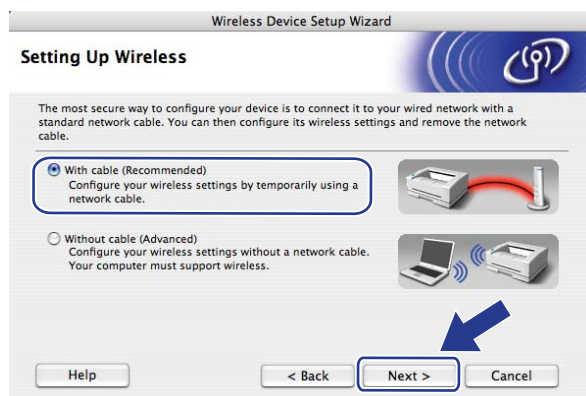 Wireless Device Setup Wizard
Setting Up Wireless
The most secure way to configure your device is to connect it to your wired network with a
standard network cable. You can then configure its wireless settings and remove the network
cable.
With cable (Recommended)
Configure your wireless settings by temporarily using a
network cable.
Without cable (Advanced)
Configure your wireless settings without a network cable.
Your computer must support wireless.
Help
< Back
Next >
Cancel